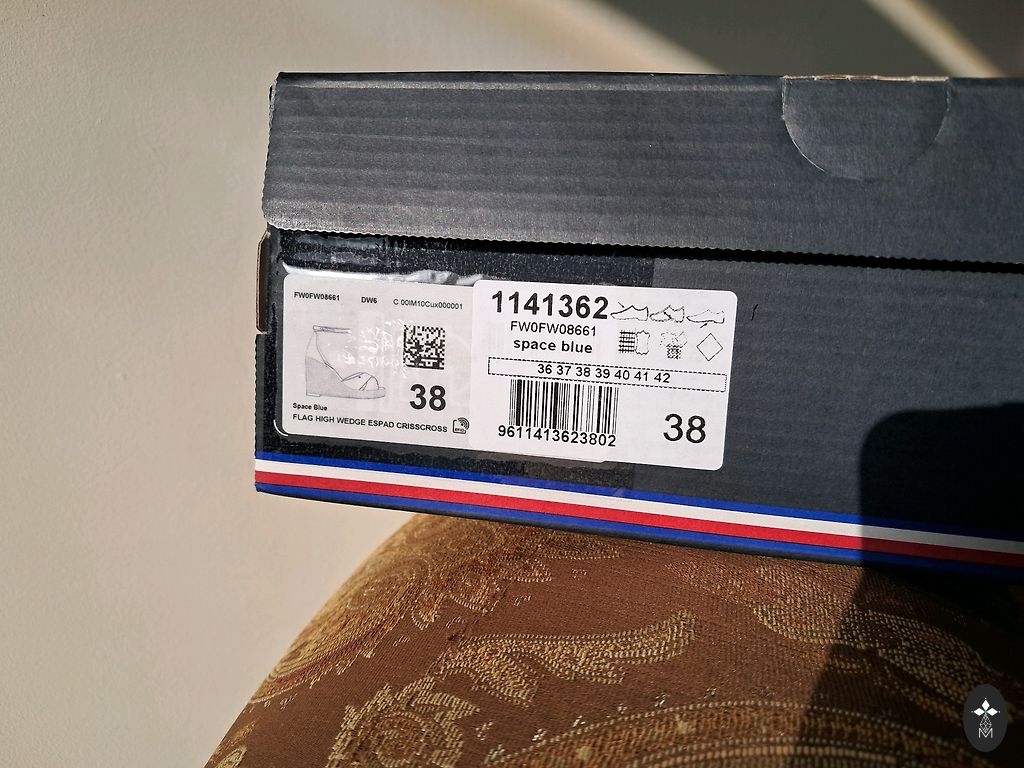 FW0FW08661 DW6 C 00IM10Cux000001
38
Space Blue
FLAG HIGH WEDGE ESPAD CRISSCROSS
RFID
1141362
FW0FW08661
space blue
36 37 38 39 40 41 42
9611413623802
38
M